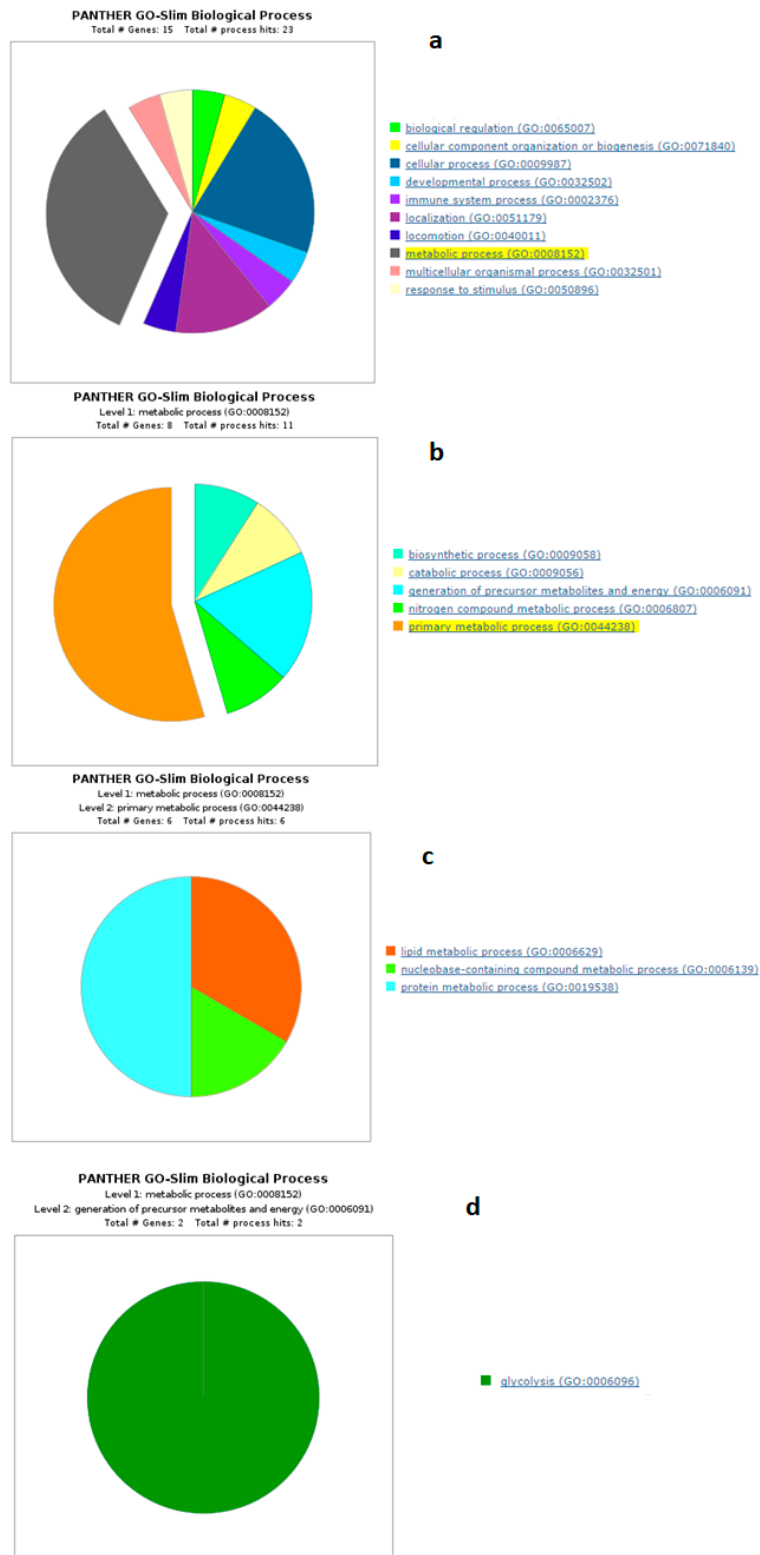 PANTHER GO-Slim Biological Process
Total # Genes: 15 Total # process hits: 23
a
biological regulation (GO:0065007)
cellular component organization or biogenesis (GO:0071840)
cellular process (GO:0009987)
developmental process (GO:0032502)
immune system process (GO:0002376)
localization (GO:0051179)
locomotion (GO:0040011)
metabolic process (GO:0008152)
multicellular organismal process (GO:0032501)
response to stimulus (GO:0050896)
PANTHER GO-Slim Biological Process
Level 1: metabolic process (GO:0008152)
Total # Genes: 8 Total # process hits: 11
b
biosynthetic process (GO:0009058)
catabolic process (GO:0009056)
generation of precursor metabolites and energy (GO:0006091)
nitrogen compound metabolic process (GO:0006807)
primary metabolic process (GO:0044238)
PANTHER GO-Slim Biological Process
Level 1: metabolic process (GO:0008152)
Level 2: primary metabolic process (GO:0044238)
Total # Genes: 6 Total # process hits: 6
c
lipid metabolic process (GO:0006629)
nucleobase-containing compound metabolic process (GO:0006139)
protein metabolic process (GO:0019538)
PANTHER GO-Slim Biological Process
Level 1: metabolic process (GO:0008152)
Level 2: generation of precursor metabolites and energy (GO:0006091)
Total # Genes: 2 Total # process hits: 2
d
glycolysis (GO:0006096)